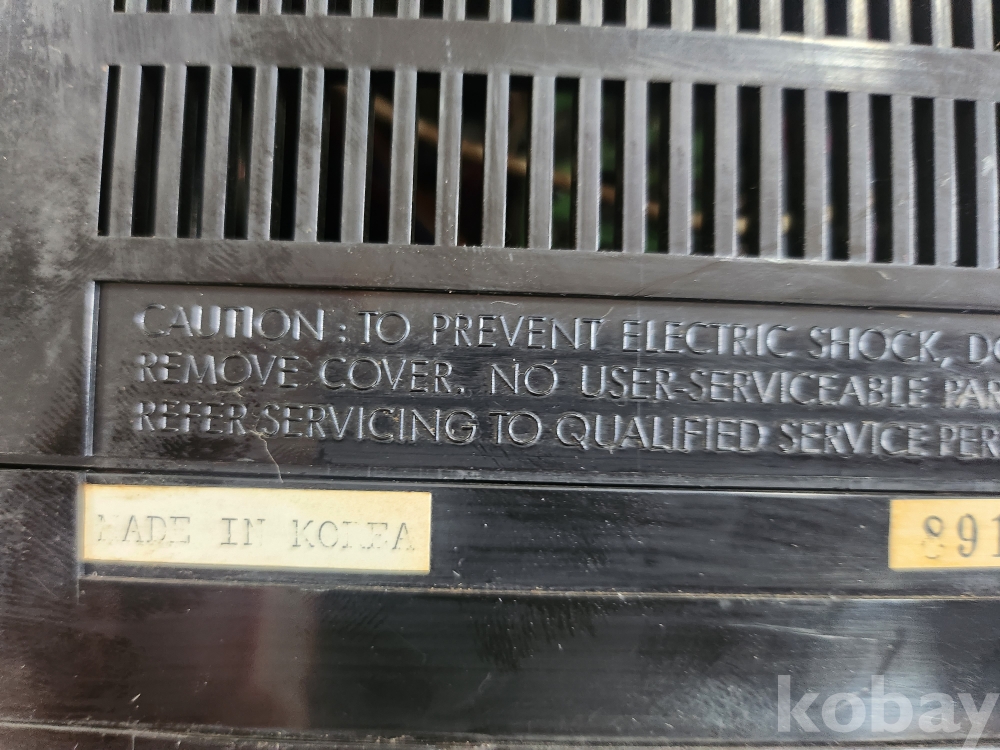 CAUTION : TO PREVENT ELECTRIC SHOCK, DO
REMOVE COVER. NO USER-SERVICEABLE PAR
REFER SERVICING TO QUALIFIED SERVICE PER
MADE IN KOREA
891
kobay